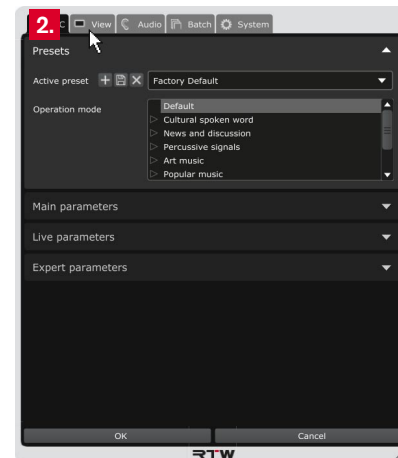 2.
C View Audio Batch System
Presets
Active preset Factory Default
Operation mode
Default
Cultural spoken word
News and discussion
Percussive signals
Art music
Popular music
Main parameters
Live parameters
Expert parameters
OK Cancel
RTW